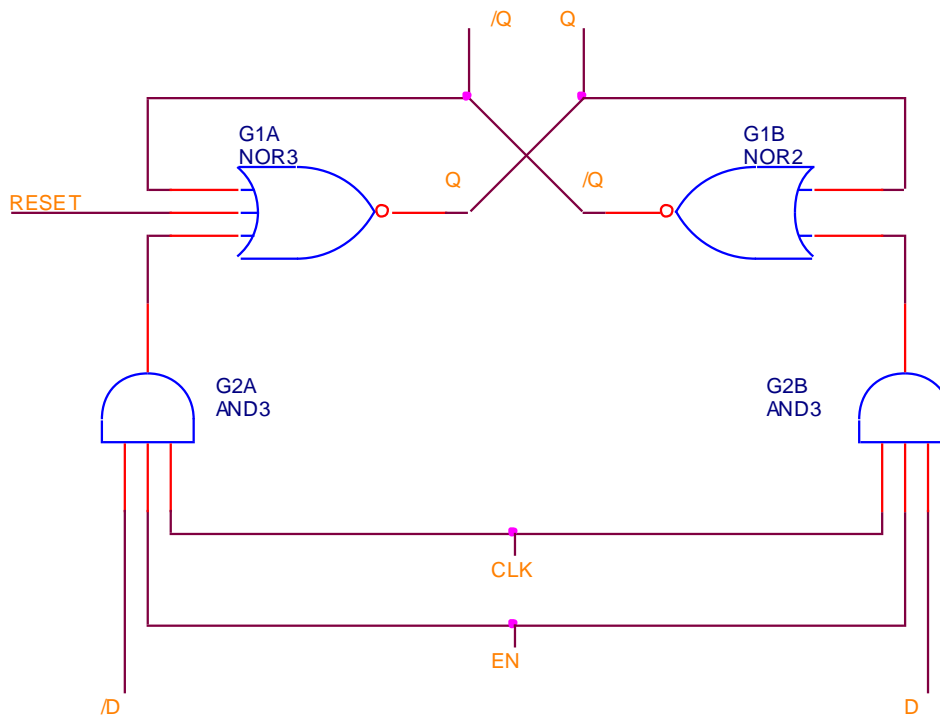 /Q Q
G1A
NOR3
G1B
NOR2
Q /Q
RESET
G2A
AND3
G2B
AND3
CLK
EN
/D D